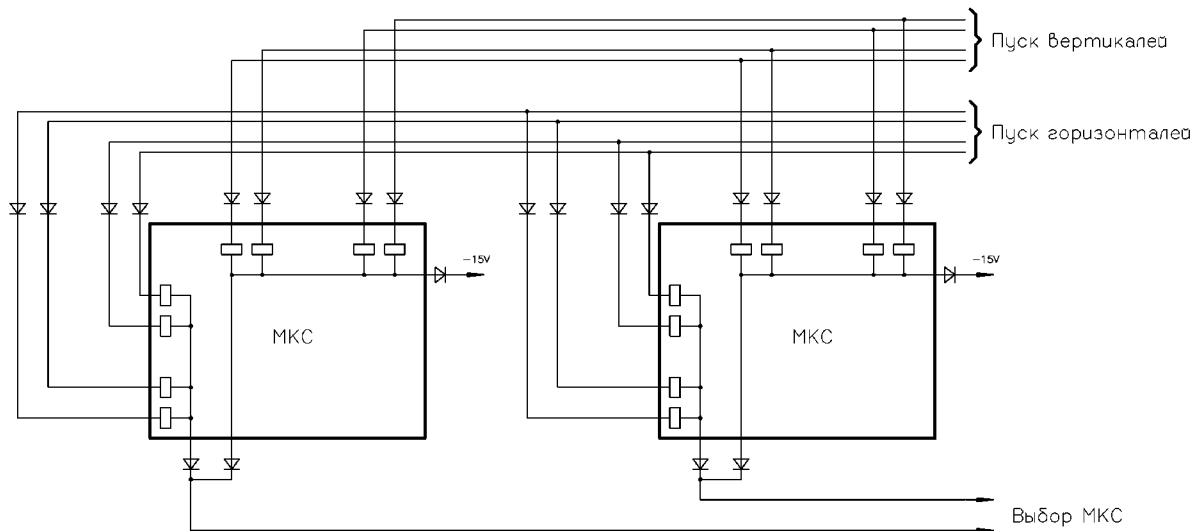 Пуск вертикалей
Пуск горизонталей
-15V
-15V
МКС
МКС
Выбор МКС